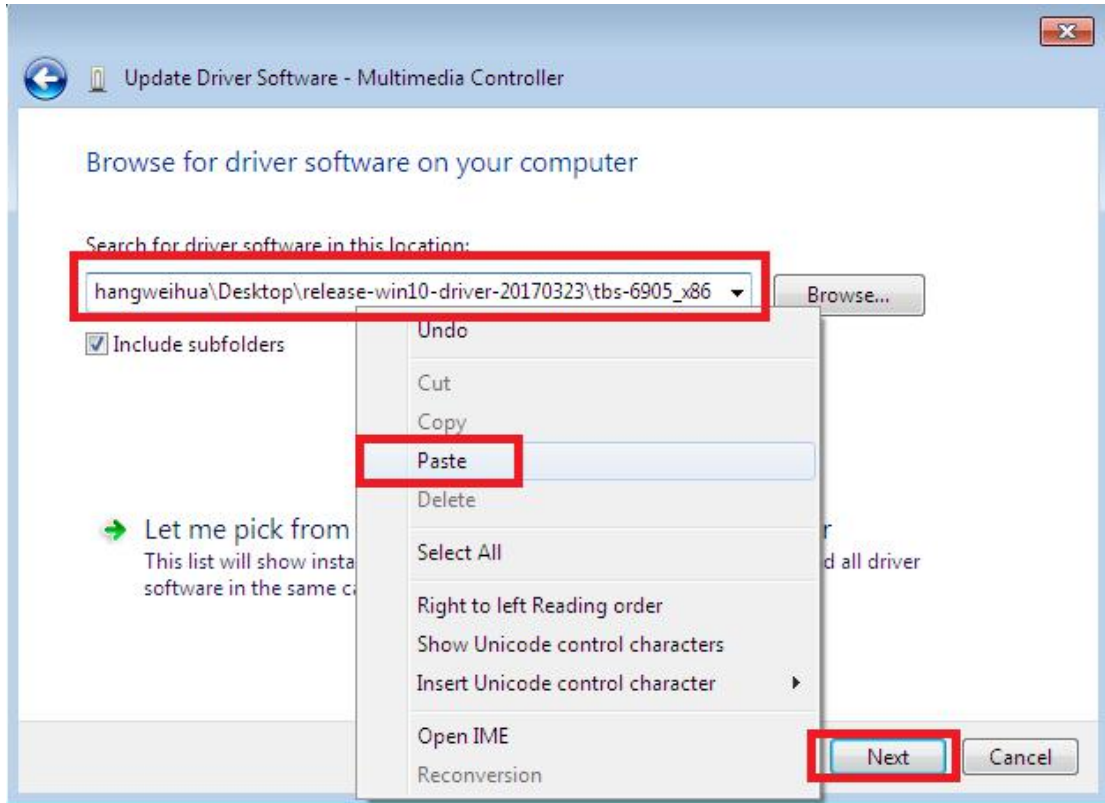 Update Driver Software - Multimedia Controller
Browse for driver software on your computer
Search for driver software in this location:
hangweihua\Desktop\release-win10-driver-20170323\tbs-6905_x86
Browse...
Include subfolders
Undo
Cut
Copy
Paste
Delete
Select All
Right to left Reading order
Show Unicode control characters
Insert Unicode control character
Open IME
Reconversion
Let me pick from
This list will show
d all driver
software in the same
Next
Cancel